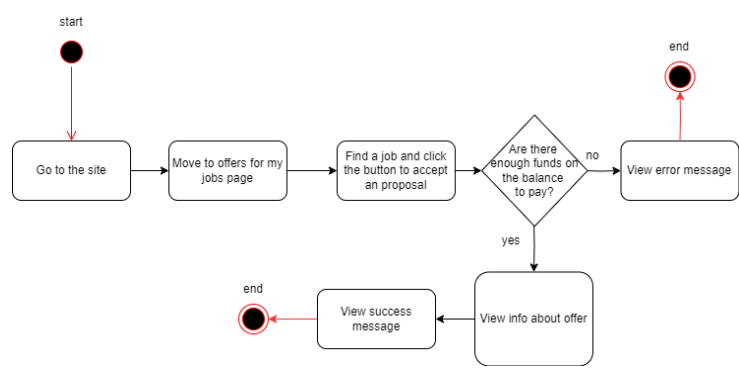 start
end
Go to the site
Move to offers for my
jobs page
Find a job and click
the button to accept
an proposal
Are there
enough funds on
the balance
to pay?
no
View error message
yes
end
View success
message
View info about offer